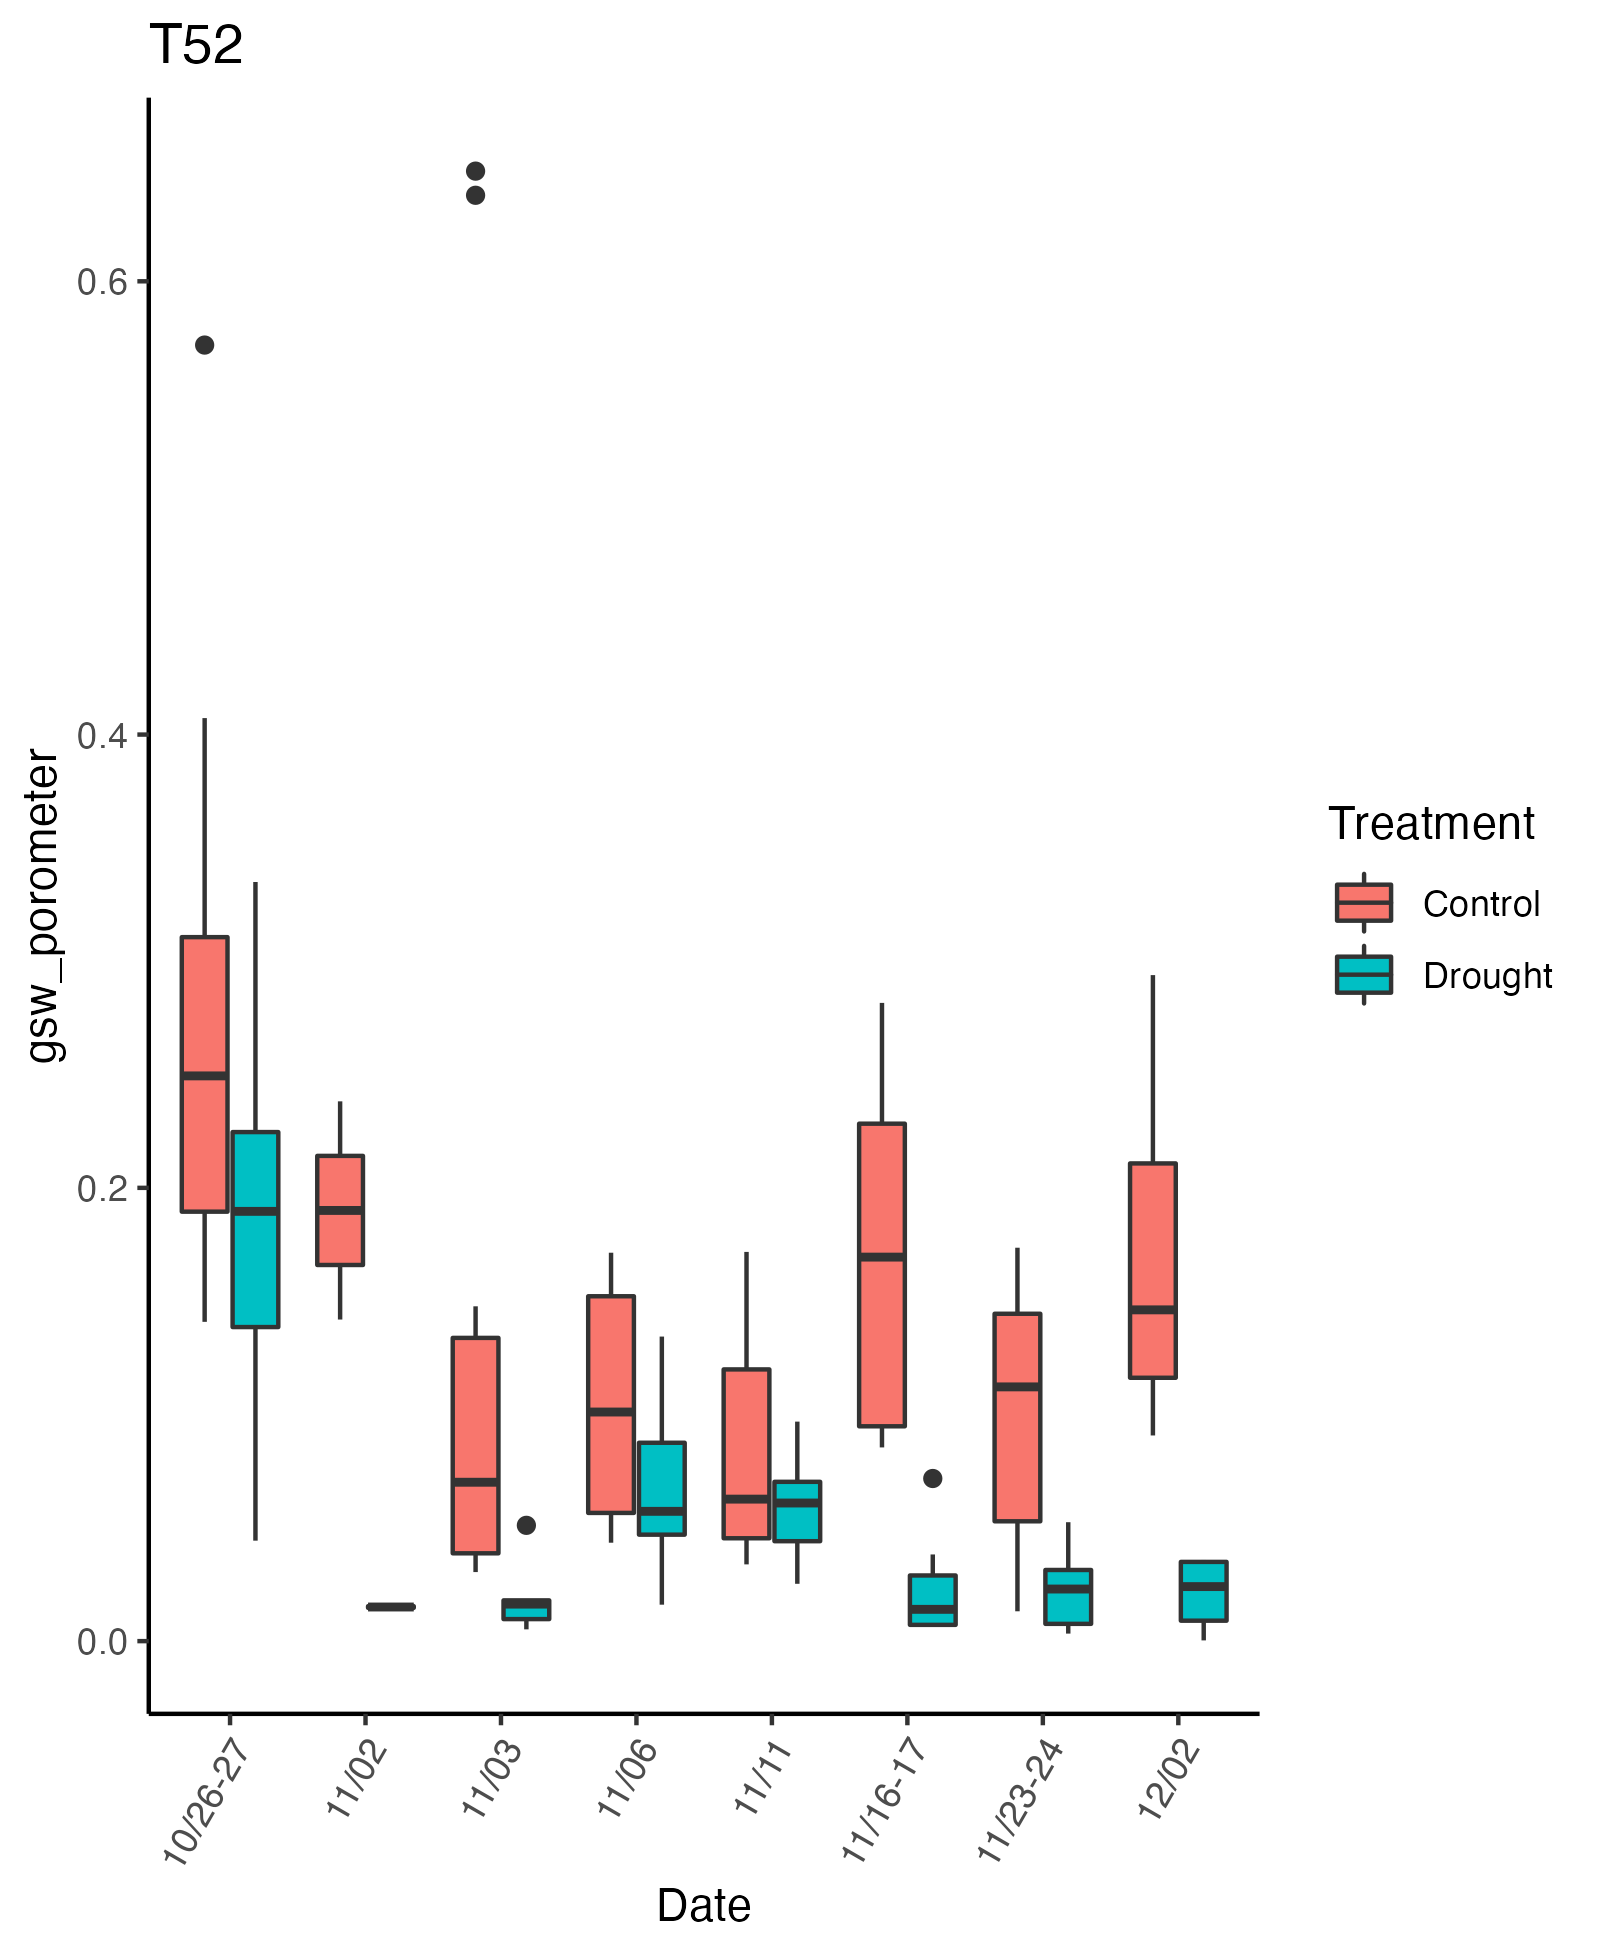 T52
gsw_porometer
0.6
0.4
0.2
0.0
10/26-27
11/02
11/03
11/06
11/11
11/16-17
11/23-24
12/02
Date
Treatment
Control
Drought